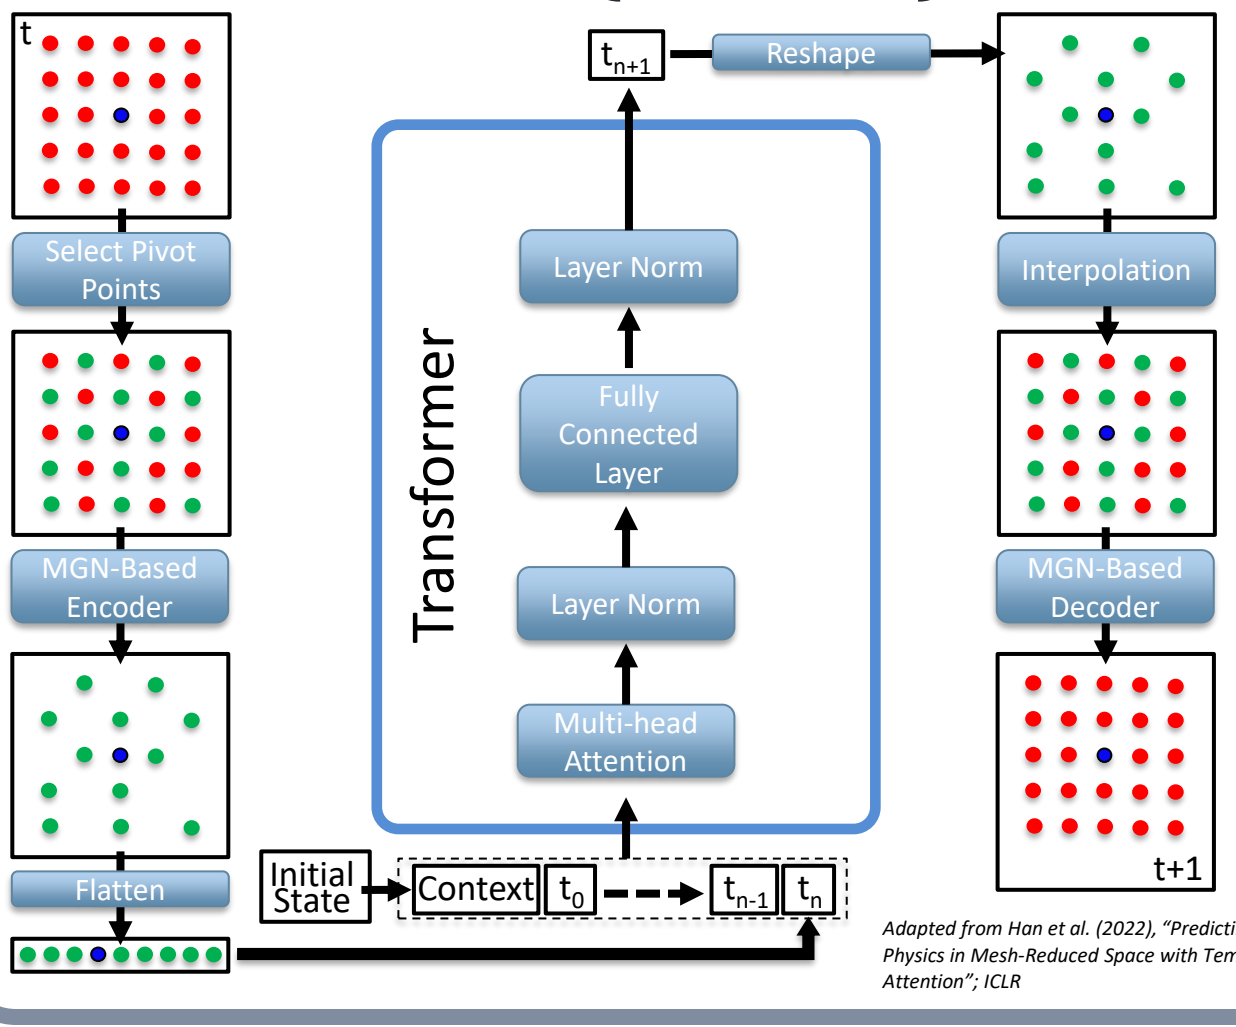 t
Select Pivot
Points
MGN-Based
Encoder
Flatten
Initial
State
Context
t0
tn-1
tn
Transformer
Multi-head
Attention
Layer Norm
Fully
Connected
Layer
Layer Norm
tn+1
Reshape
Interpolation
MGN-Based
Decoder
t+1
Adapted from Han et al. (2022), “Predicti
Physics in Mesh-Reduced Space with Tem
Attention”; ICLR